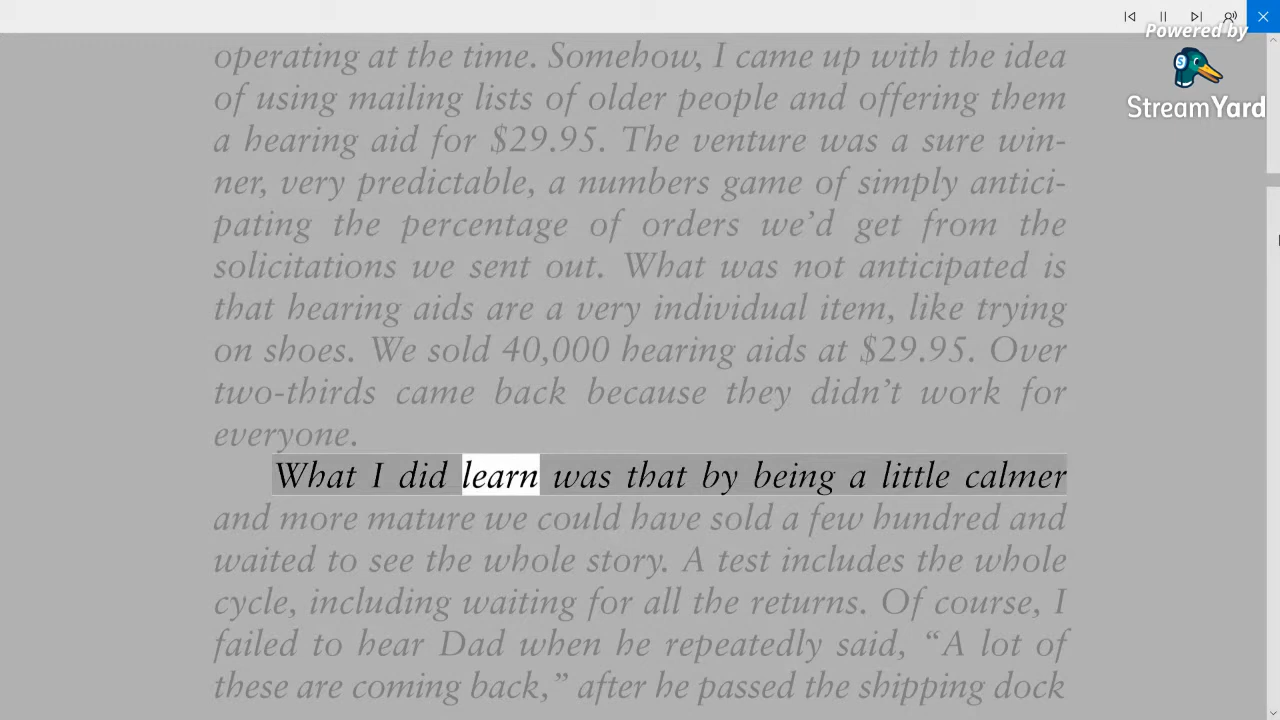 Powered by
StreamYard
operating at the time. Somehow, I came up with the idea
of using mailing lists of older people and offering them
a hearing aid for $29.95. The venture was a sure win-
ner, very predictable, a numbers game of simply antici-
pating the percentage of orders we’d get from the
solicitations we sent out. What was not anticipated is
that hearing aids are a very individual item, like trying
on shoes. We sold 40,000 hearing aids at $29.95. Over
two-thirds came back because they didn’t work for
everyone.
What I did learn was that by being a little calmer
and more mature we could have sold a few hundred and
waited to see the whole story. A test includes the whole
cycle, including waiting for all the returns. Of course, I
failed to hear Dad when he repeatedly said, “A lot of
these are coming back,” after he passed the shipping dock